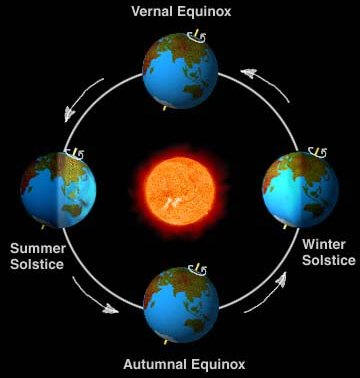 Vernal Equinox
Summer
Solstice
Winter
Solstice
Autumnal Equinox